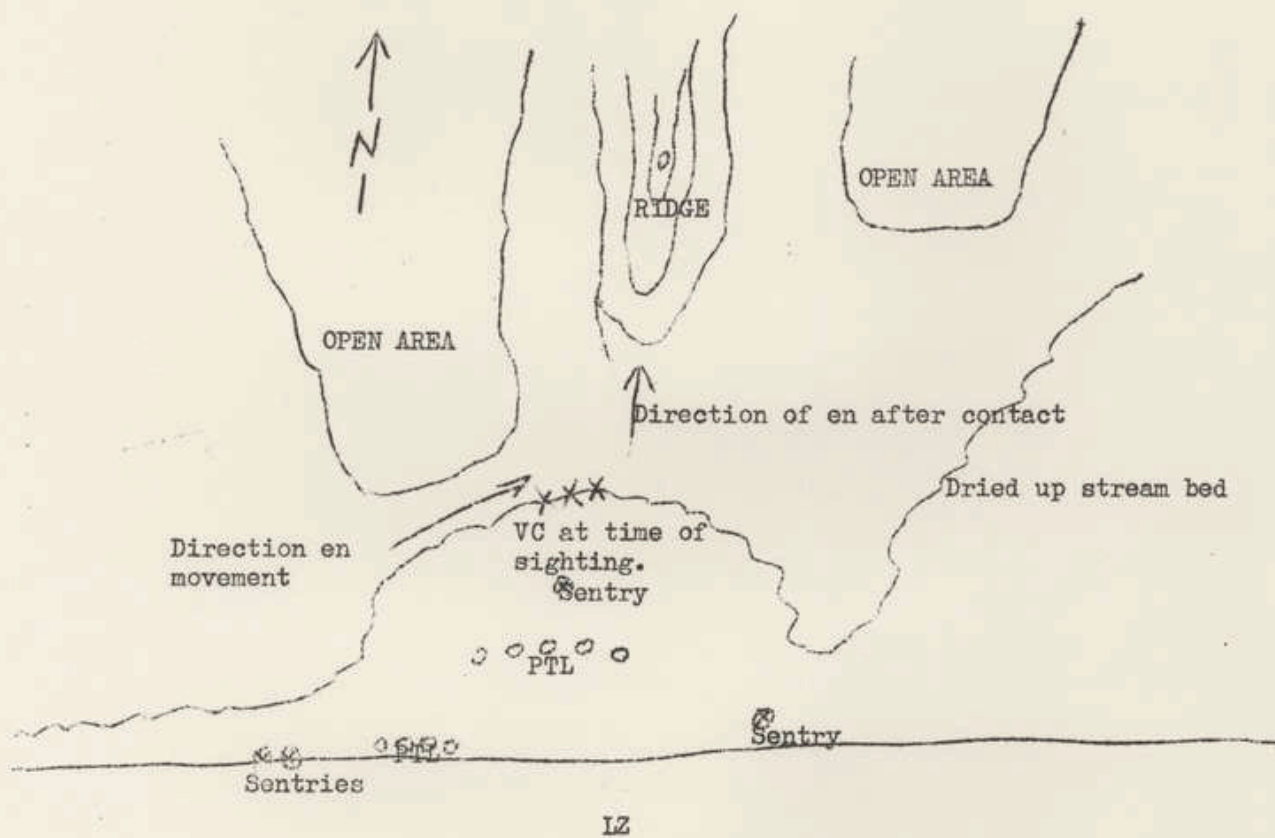 N
OPEN AREA
RIDGE
OPEN AREA
Direction of en after contact
Dried up stream bed
Direction en
movement
VC at time of
sighting.
Sentry
PTL
Sentry
PTL
Sentries
LZ